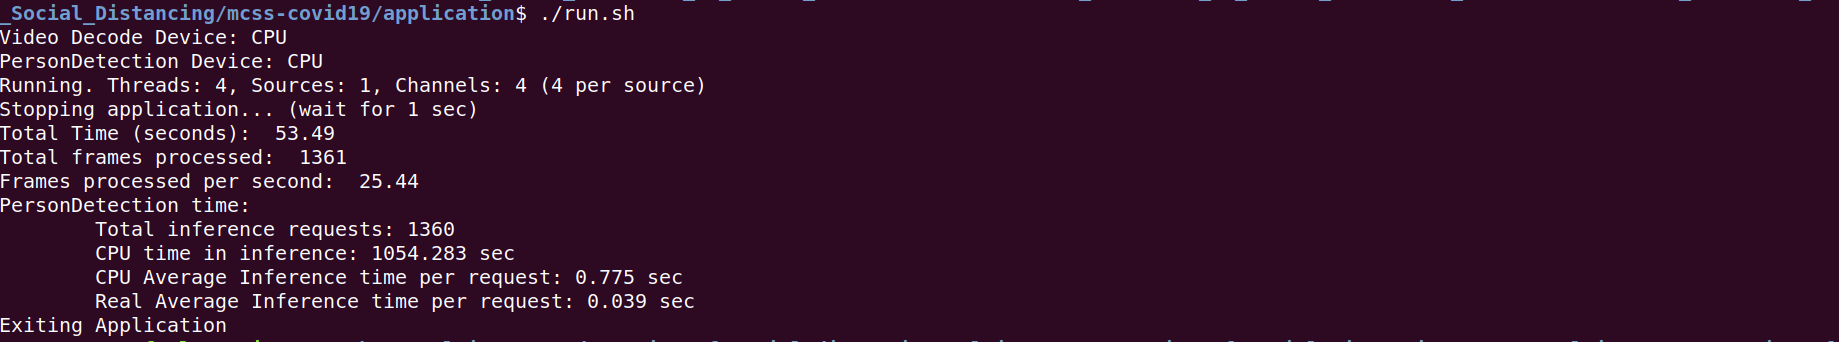 _Social_Distancing/mcss-covid19/application$ ./run.sh
Video Decode Device: CPU
PersonDetection Device: CPU
Running. Threads: 4, Sources: 1, Channels: 4 (4 per source)
Stopping application... (wait for 1 sec)
Total Time (seconds):  53.49
Total frames processed:  1361
Frames processed per second:  25.44
PersonDetection time:
        Total inference requests: 1360
        CPU time in inference: 1054.283 sec
        CPU Average Inference time per request: 0.775 sec
        Real Average Inference time per request: 0.039 sec
Exiting Application